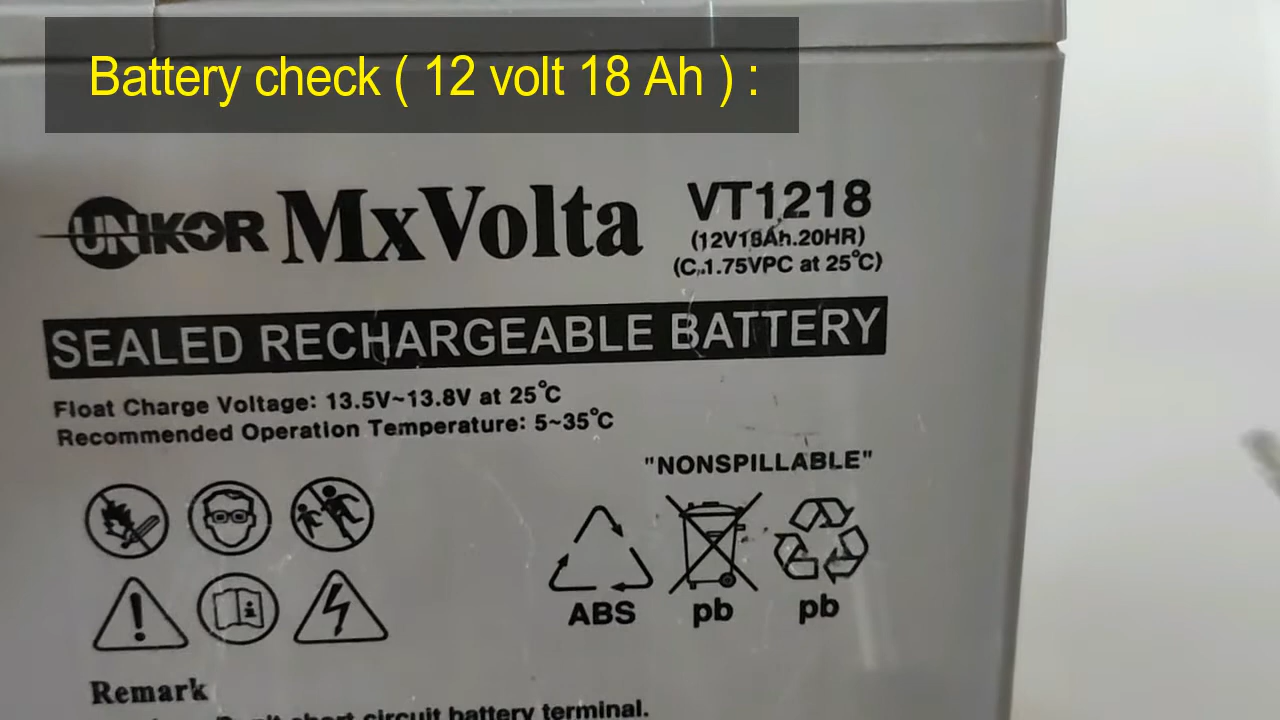 Battery check ( 12 volt 18 Ah ) :
UNIKOR MxVolta VT1218
(12V18Ah.20HR)
(C,.1.75VPC at 25°C)
SEALED RECHARGEABLE BATTERY
Float Charge Voltage: 13.5V~13.8V at 25°C
Recommended Operation Temperature: 5~35°C
"NONSPILLABLE"
ABS pb pb
Remark
Don't short circuit battery terminal.